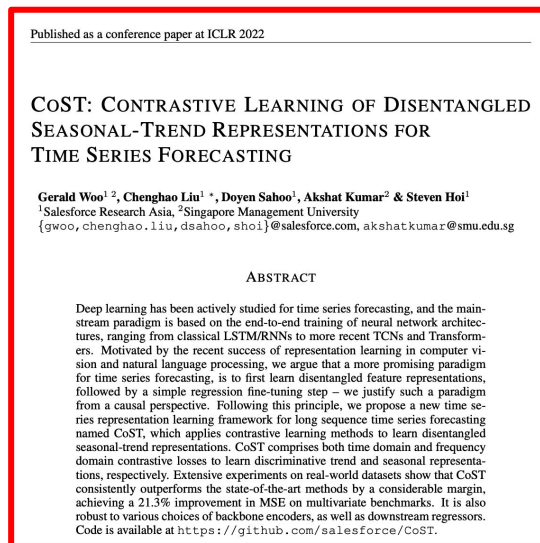 Published as a conference paper at ICLR 2022
COST: CONTRASTIVE LEARNING OF DISENTANGLED
SEASONAL-TREND REPRESENTATIONS FOR
TIME SERIES FORECASTING
Gerald Woo¹ ², Chenghao Liu¹ *, Doyen Sahoo¹, Akshat Kumar² & Steven Hoi¹
¹Salesforce Research Asia, ²Singapore Management University
{gwoo,chenghao.liu,dsahoo,shoi}@salesforce.com, akshatkumar@smu.edu.sg
ABSTRACT
Deep learning has been actively studied for time series forecasting, and the main-
stream paradigm is based on the end-to-end training of neural network architec-
tures, ranging from classical LSTM/RNNs to more recent TCNs and Transform-
ers. Motivated by the recent success of representation learning in computer vi-
sion and natural language processing, we argue that a more promising paradigm
for time series forecasting, is to first learn disentangled feature representations,
followed by a simple regression fine-tuning step – we justify such a paradigm
from a causal perspective. Following this principle, we propose a new time se-
ries representation learning framework for long sequence time series forecasting
named CoST, which applies contrastive learning methods to learn disentangled
seasonal-trend representations. CoST comprises both time domain and frequency
domain contrastive losses to learn discriminative trend and seasonal representa-
tions, respectively. Extensive experiments on real-world datasets show that CoST
consistently outperforms the state-of-the-art methods by a considerable margin,
achieving a 21.3% improvement in MSE on multivariate benchmarks. It is also
robust to various choices of backbone encoders, as well as downstream regressors.
Code is available at https://github.com/salesforce/CoST.